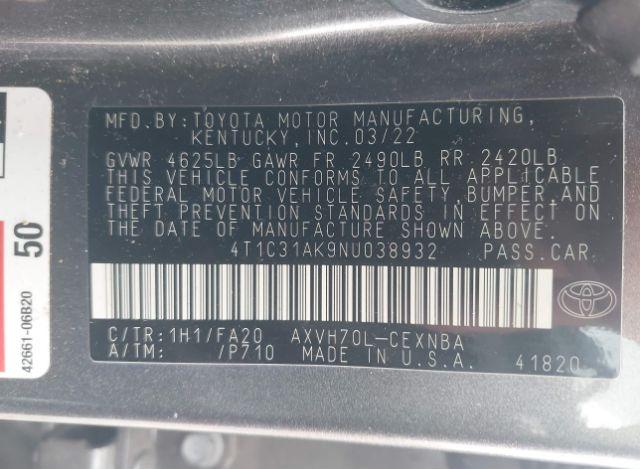 MFD.BY:TOYOTA MOTOR MANUFACTURING,
KENTUCKY, INC. 03/22
GVWR 4625LB GAWR FR 2490LB RR 2420LB
THIS VEHICLE CONFORMS TO ALL APPLICABLE
FEDERAL MOTOR VEHICLE SAFETY, BUMPER, AND
THEFT PREVENTION STANDARDS IN EFFECT ON
THE DATE OF MANUFACTURE SHOWN ABOVE.
4T1C31AK9NU038932 PASS.CAR
C/TR:1H1/FA20 AXVH70L-CEXNBA
A/TM: /P710 MADE IN U.S.A. 41820
50
42661-06B20